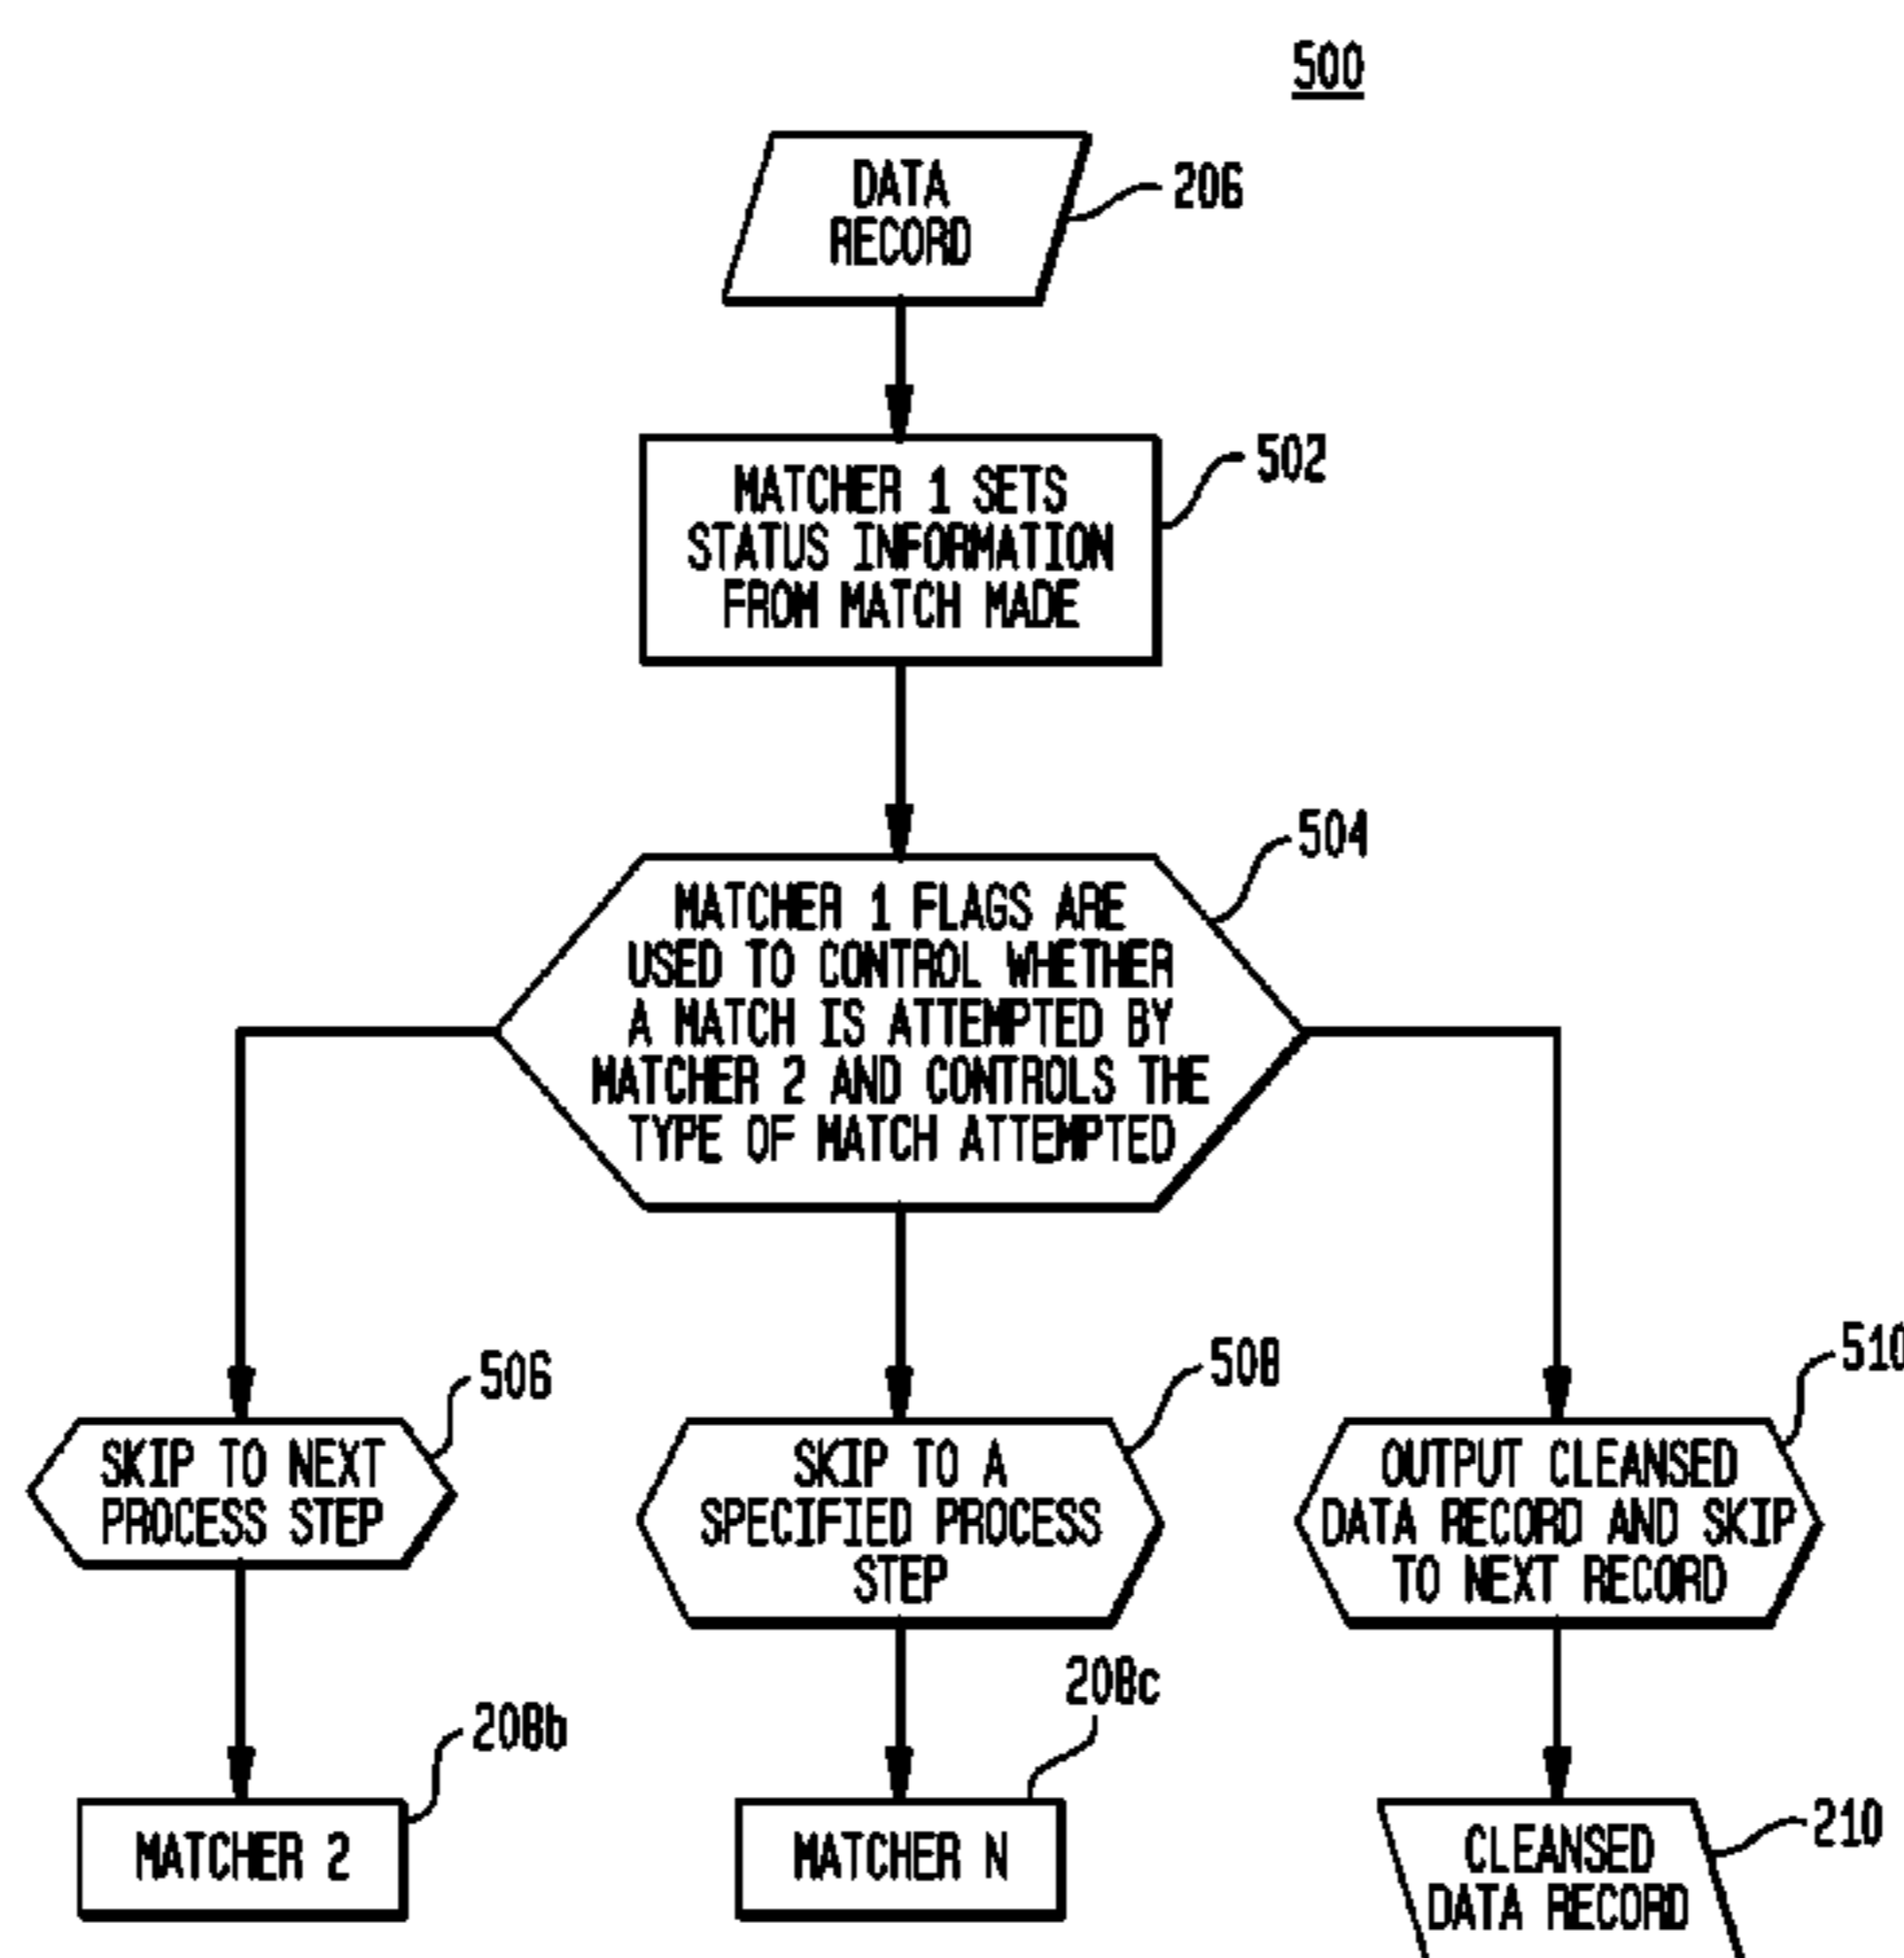 500
DATA
RECORD
206
MATCHER 1 SETS
STATUS INFORMATION
FROM MATCH MADE
502
MATCHER 1 FLAGS ARE
USED TO CONTROL WHETHER
A MATCH IS ATTEMPTED BY
MATCHER 2 AND CONTROLS THE
TYPE OF MATCH ATTEMPTED
504
SKIP TO NEXT
PROCESS STEP
506
SKIP TO A
SPECIFIED PROCESS
STEP
508
OUTPUT CLEANSED
DATA RECORD AND SKIP
TO NEXT RECORD
510
MATCHER 2
208b
MATCHER N
208c
CLEANSED
DATA RECORD
210